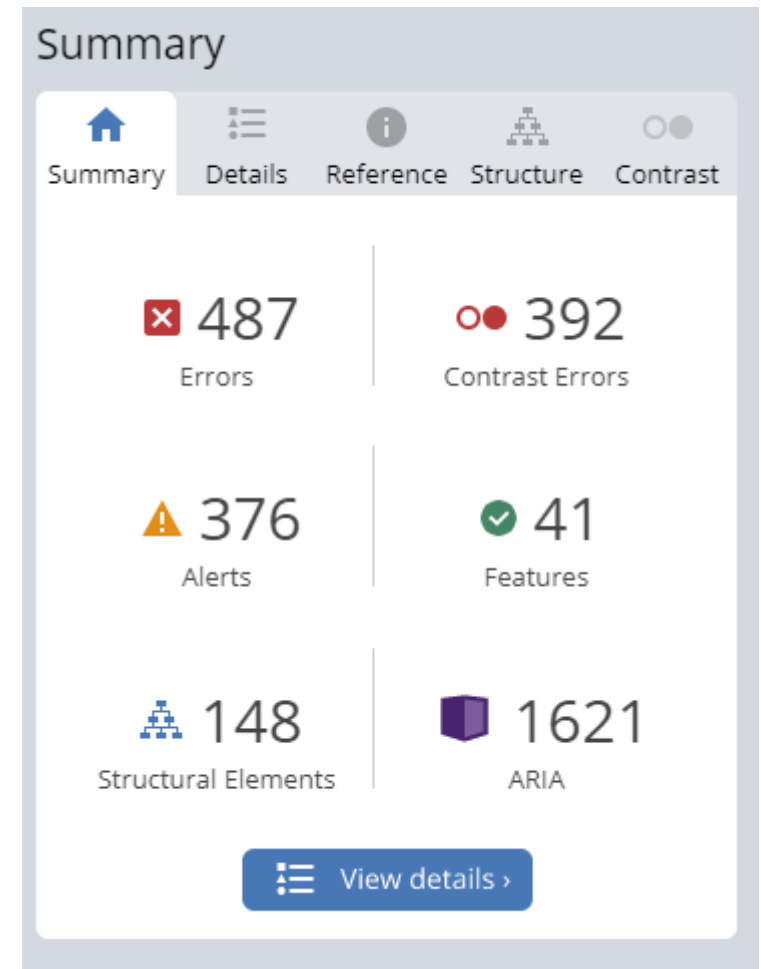 Summary
Summary Details Reference Structure Contrast
487 392
Errors Contrast Errors
376 41
Alerts Features
148 1621
Structural Elements ARIA
View details ›